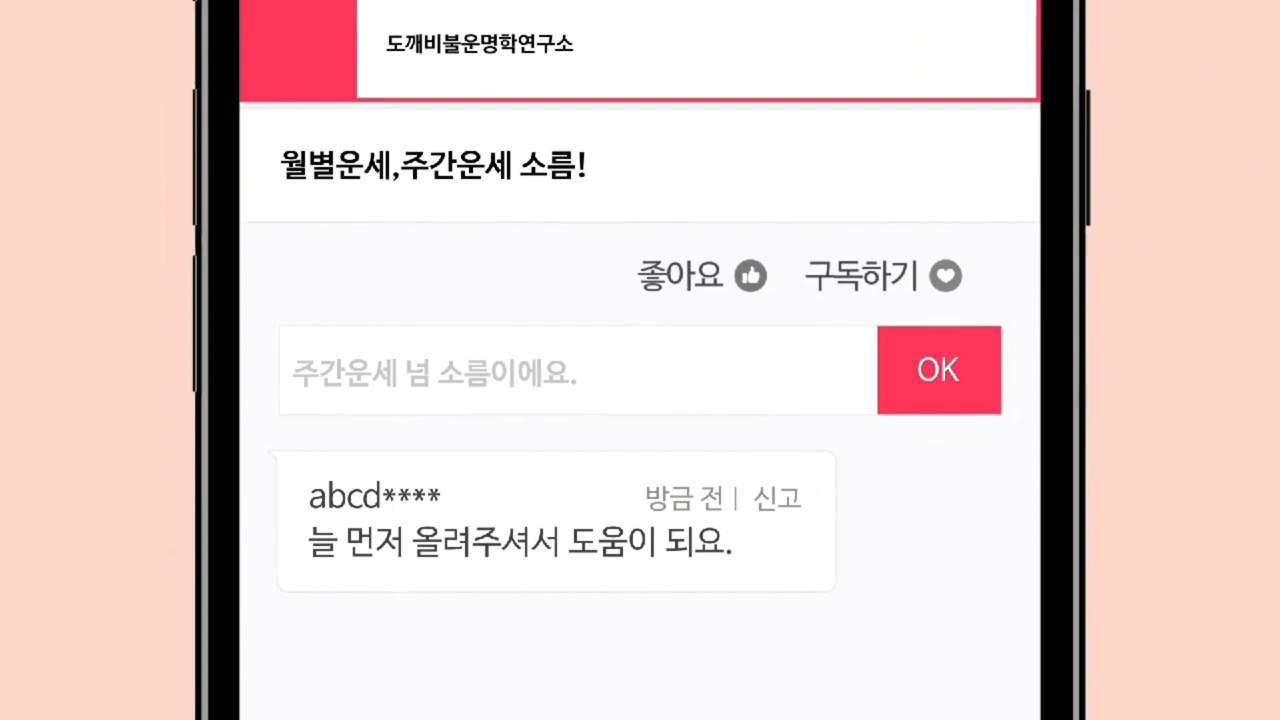 도깨비불운명학연구소
월별운세,주간운세 소름!
좋아요 구독하기
주간운세 넘 소름이에요.
OK
abcd****
방금 전 | 신고
늘 먼저 올려주셔서 도움이 되요.